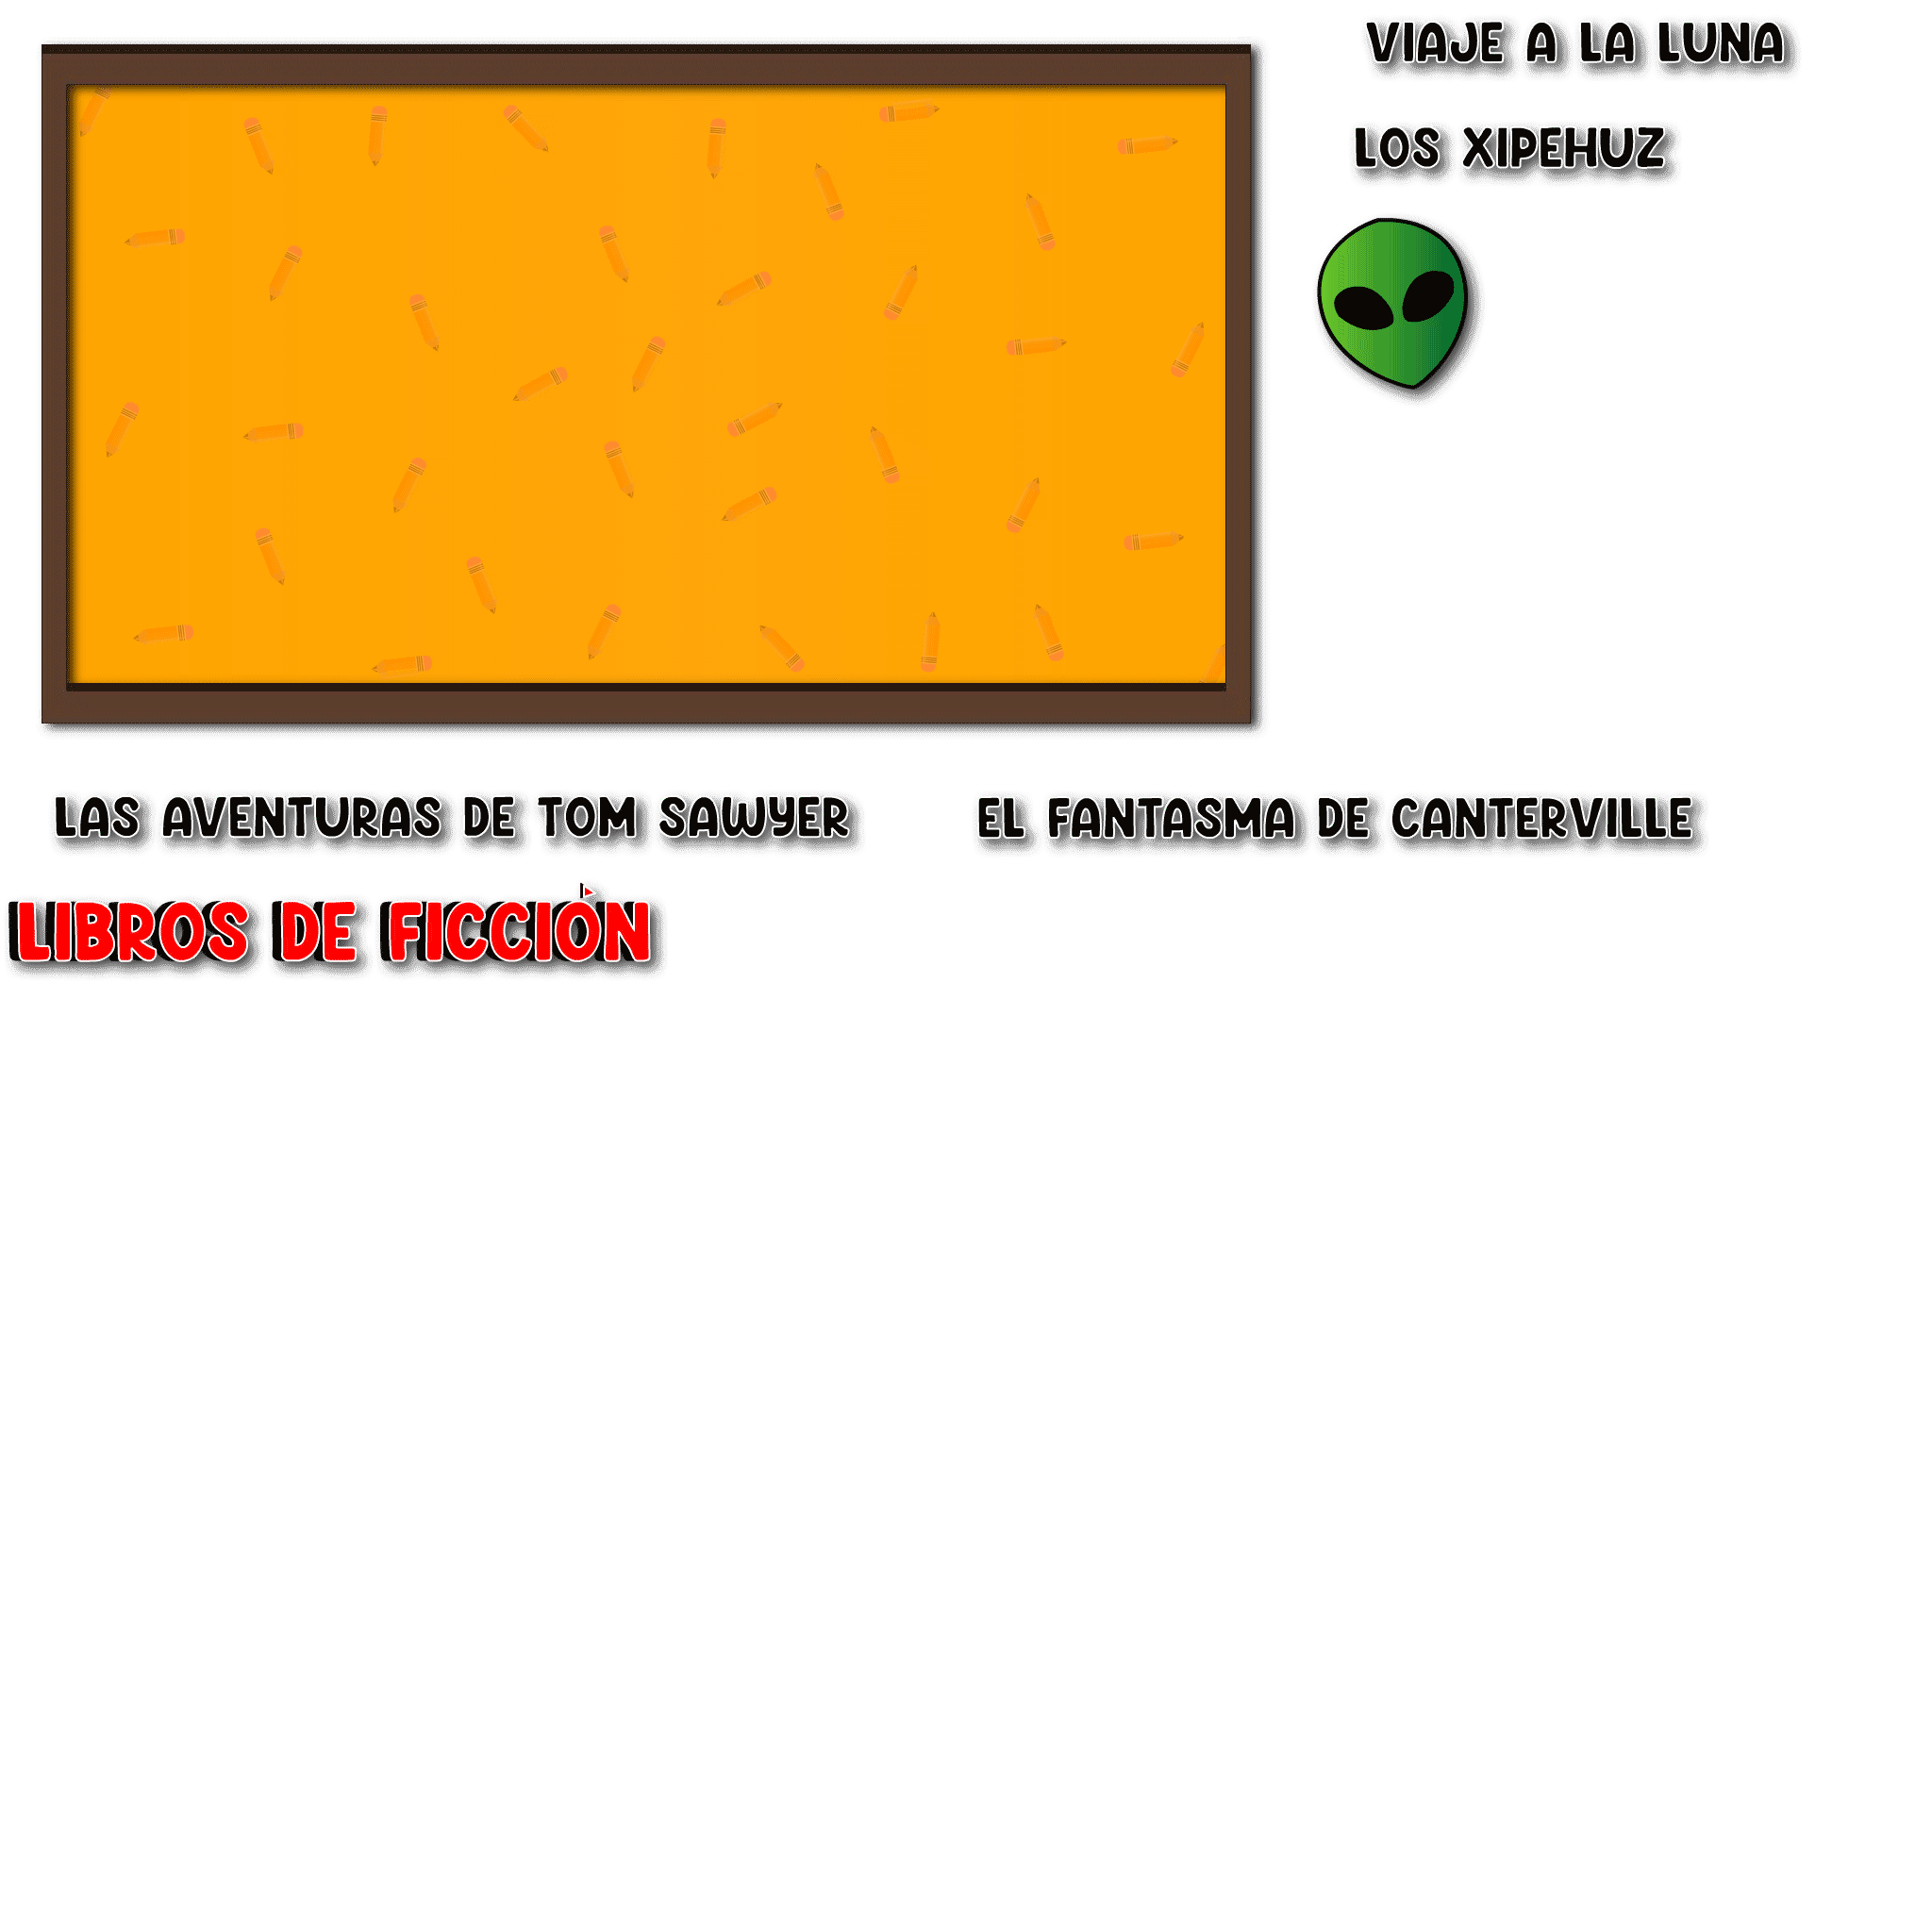 VIAJE A LA LUNA
LOS XIPEHUZ
LAS AVENTURAS DE TOM SAWYER
EL FANTASMA DE CANTERVILLE
LIBROS DE FICCIÓN